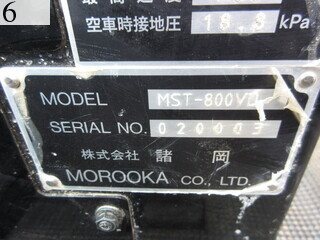 6
空車時接地圧 18.8 kPa
MODEL MST-800VD
SERIAL NO. 020003
株式会社 諸岡
MOROOKA CO., LTD.